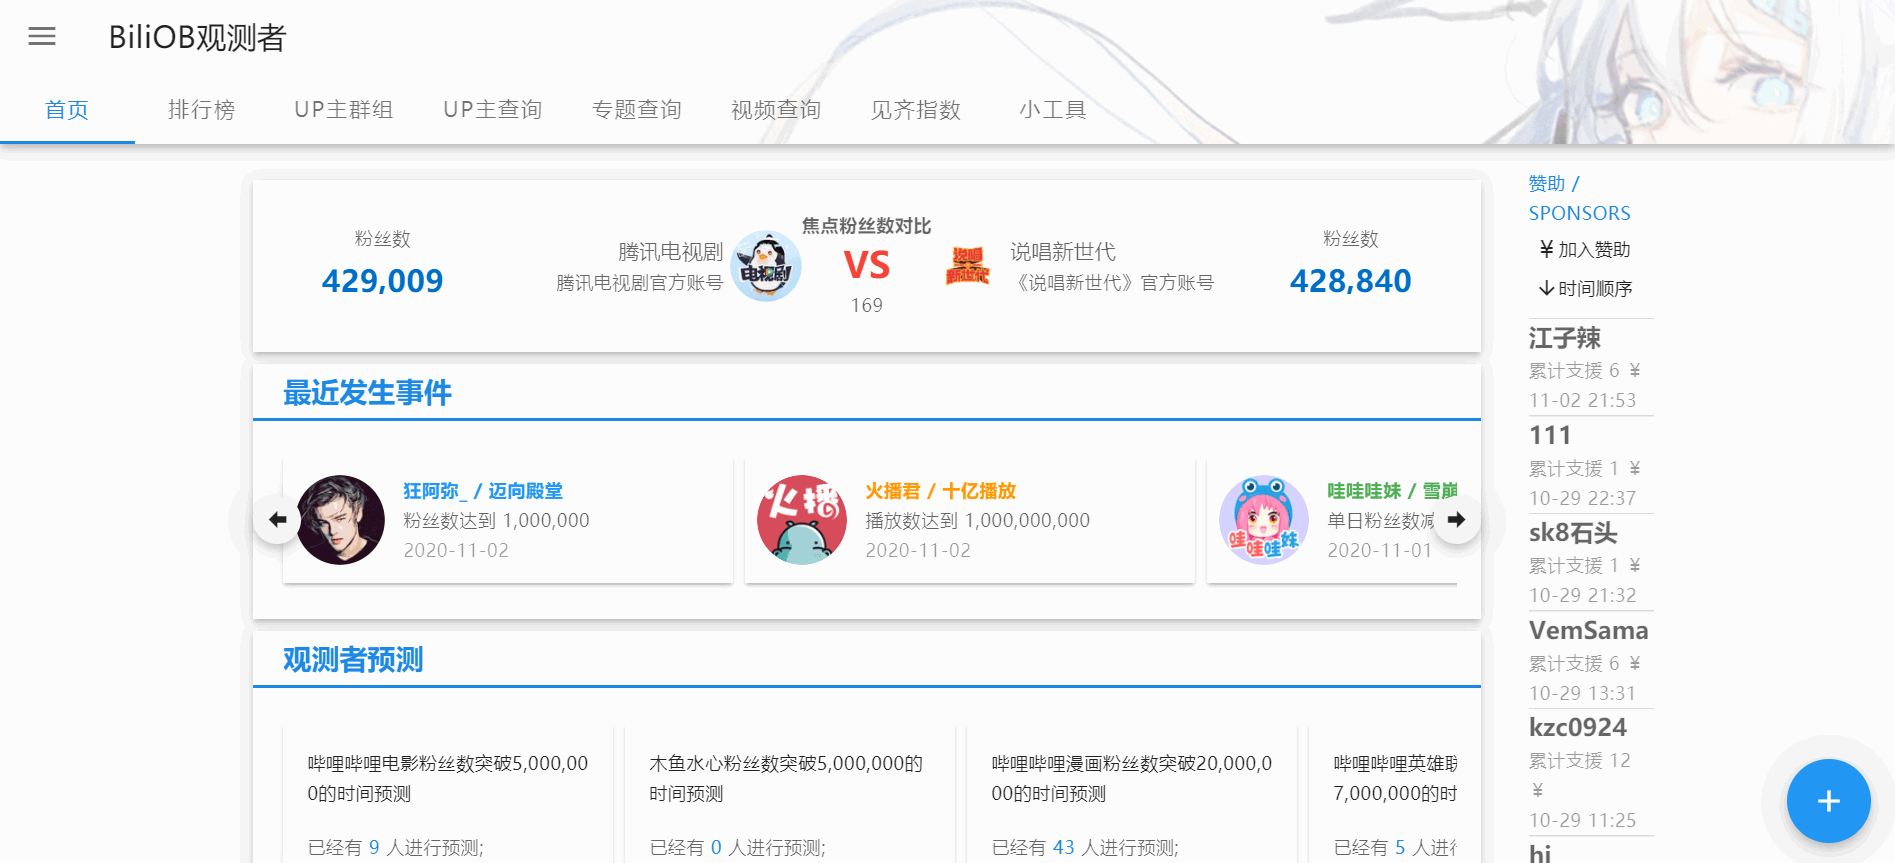 BiliOB观测者
首页 排行榜 UP主群组 UP主查询 专题查询 视频查询 见齐指数 小工具
焦点粉丝数对比
粉丝数
429,009
腾讯电视剧
腾讯电视剧官方账号
电视剧
VS
169
说唱
新世代
说唱新世代
《说唱新世代》官方账号
粉丝数
428,840
最近发生事件
狂阿弥_ / 迈向殿堂
粉丝数达到 1,000,000
2020-11-02
火播
火播君 / 十亿播放
播放数达到 1,000,000,000
2020-11-02
哇哇哇妹
哇哇哇妹 / 雪崩
单日粉丝数减
2020-11-01
观测者预测
哔哩哔哩电影粉丝数突破5,000,00
0的时间预测
已经有 9 人进行预测;
木鱼水心粉丝数突破5,000,000的
时间预测
已经有 0 人进行预测;
哔哩哔哩漫画粉丝数突破20,000,0
00的时间预测
已经有 43 人进行预测;
哔哩哔哩英雄联
7,000,000的时
已经有 5 人进行
赞助 /
SPONSORS
¥ 加入赞助
↓时间顺序
江子辣
累计支援 6 ¥
11-02 21:53
111
累计支援 1 ¥
10-29 22:37
sk8石头
累计支援 1 ¥
10-29 21:32
VemSama
累计支援 6 ¥
10-29 13:31
kzc0924
累计支援 12
¥
10-29 11:25
hi